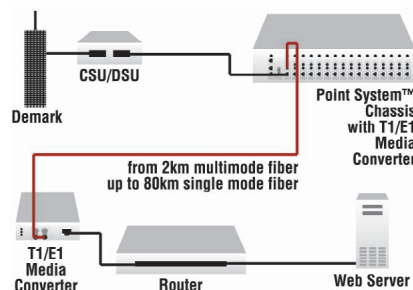 CSU/DSU
Demark
Point System™
Chassis
with T1/E1
Media
Converter
from 2km multimode fiber
up to 80km single mode fiber
T1/E1
Media
Converter
Router
Web Server